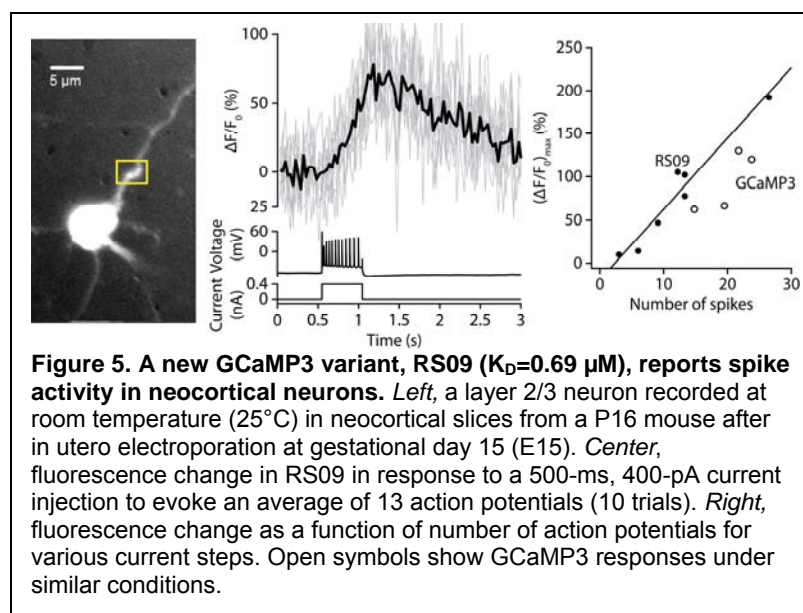 5 µm
100
50
0
25
ΔF/F₀ (%)
60
0
Current Voltage
(mV)
0.4
0
(nA)
0 0.5 1 1.5 2 2.5 3
Time (s)
250
200
150
100
50
0
(ΔF/F₀)max (%)
RS09
GCaMP3
0 10 20 30
Number of spikes
Figure 5. A new GCaMP3 variant, RS09 (KD=0.69 µM), reports spike
activity in neocortical neurons. Left, a layer 2/3 neuron recorded at
room temperature (25°C) in neocortical slices from a P16 mouse after
in utero electroporation at gestational day 15 (E15). Center,
fluorescence change in RS09 in response to a 500-ms, 400-pA current
injection to evoke an average of 13 action potentials (10 trials). Right,
fluorescence change as a function of number of action potentials for
various current steps. Open symbols show GCaMP3 responses under
similar conditions.